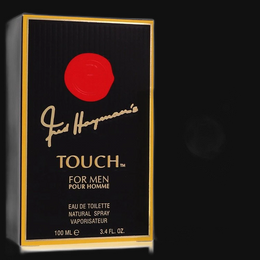 Fred Hayman's
TOUCH™
FOR MEN
POUR HOMME
EAU DE TOILETTE
NATURAL SPRAY
VAPORISATEUR
100 ML ℮ 3.4 FL. OZ.